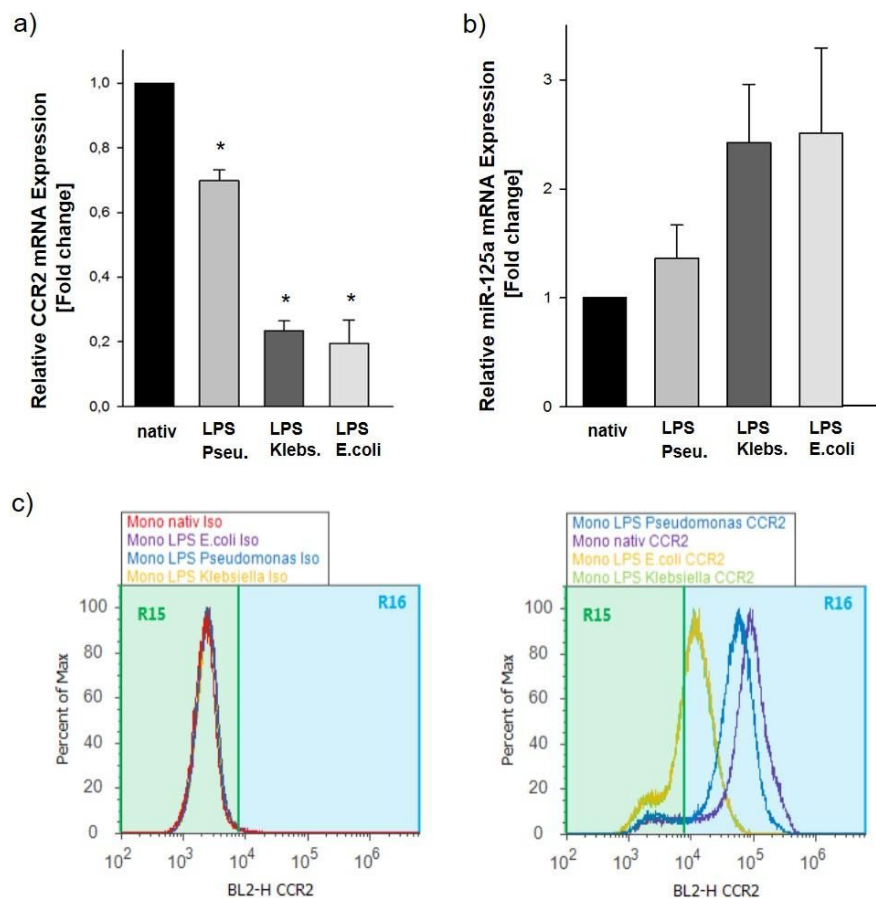 a)
Relative CCR2 mRNA Expression
[Fold change]
1,0
0,8
0,6
0,4
0,2
0,0
*
*
*
nativ
LPS
Pseu.
LPS
Klebs.
LPS
E.coli
b)
Relative miR-125a mRNA Expression
[Fold change]
3
2
1
0
nativ
LPS
Pseu.
LPS
Klebs.
LPS
E.coli
c)
Mono nativ Iso
Mono LPS E.coli Iso
Mono LPS Pseudomonas Iso
Mono LPS Klebsiella Iso
R15
R16
Percent of Max
100
80
60
40
20
0
10²
10³
10⁴
10⁵
10⁶
BL2-H CCR2
Mono LPS Pseudomonas CCR2
Mono nativ CCR2
Mono LPS E.coli CCR2
Mono LPS Klebsiella CCR2
R15
R16
Percent of Max
100
80
60
40
20
0
10²
10³
10⁴
10⁵
10⁶
BL2-H CCR2